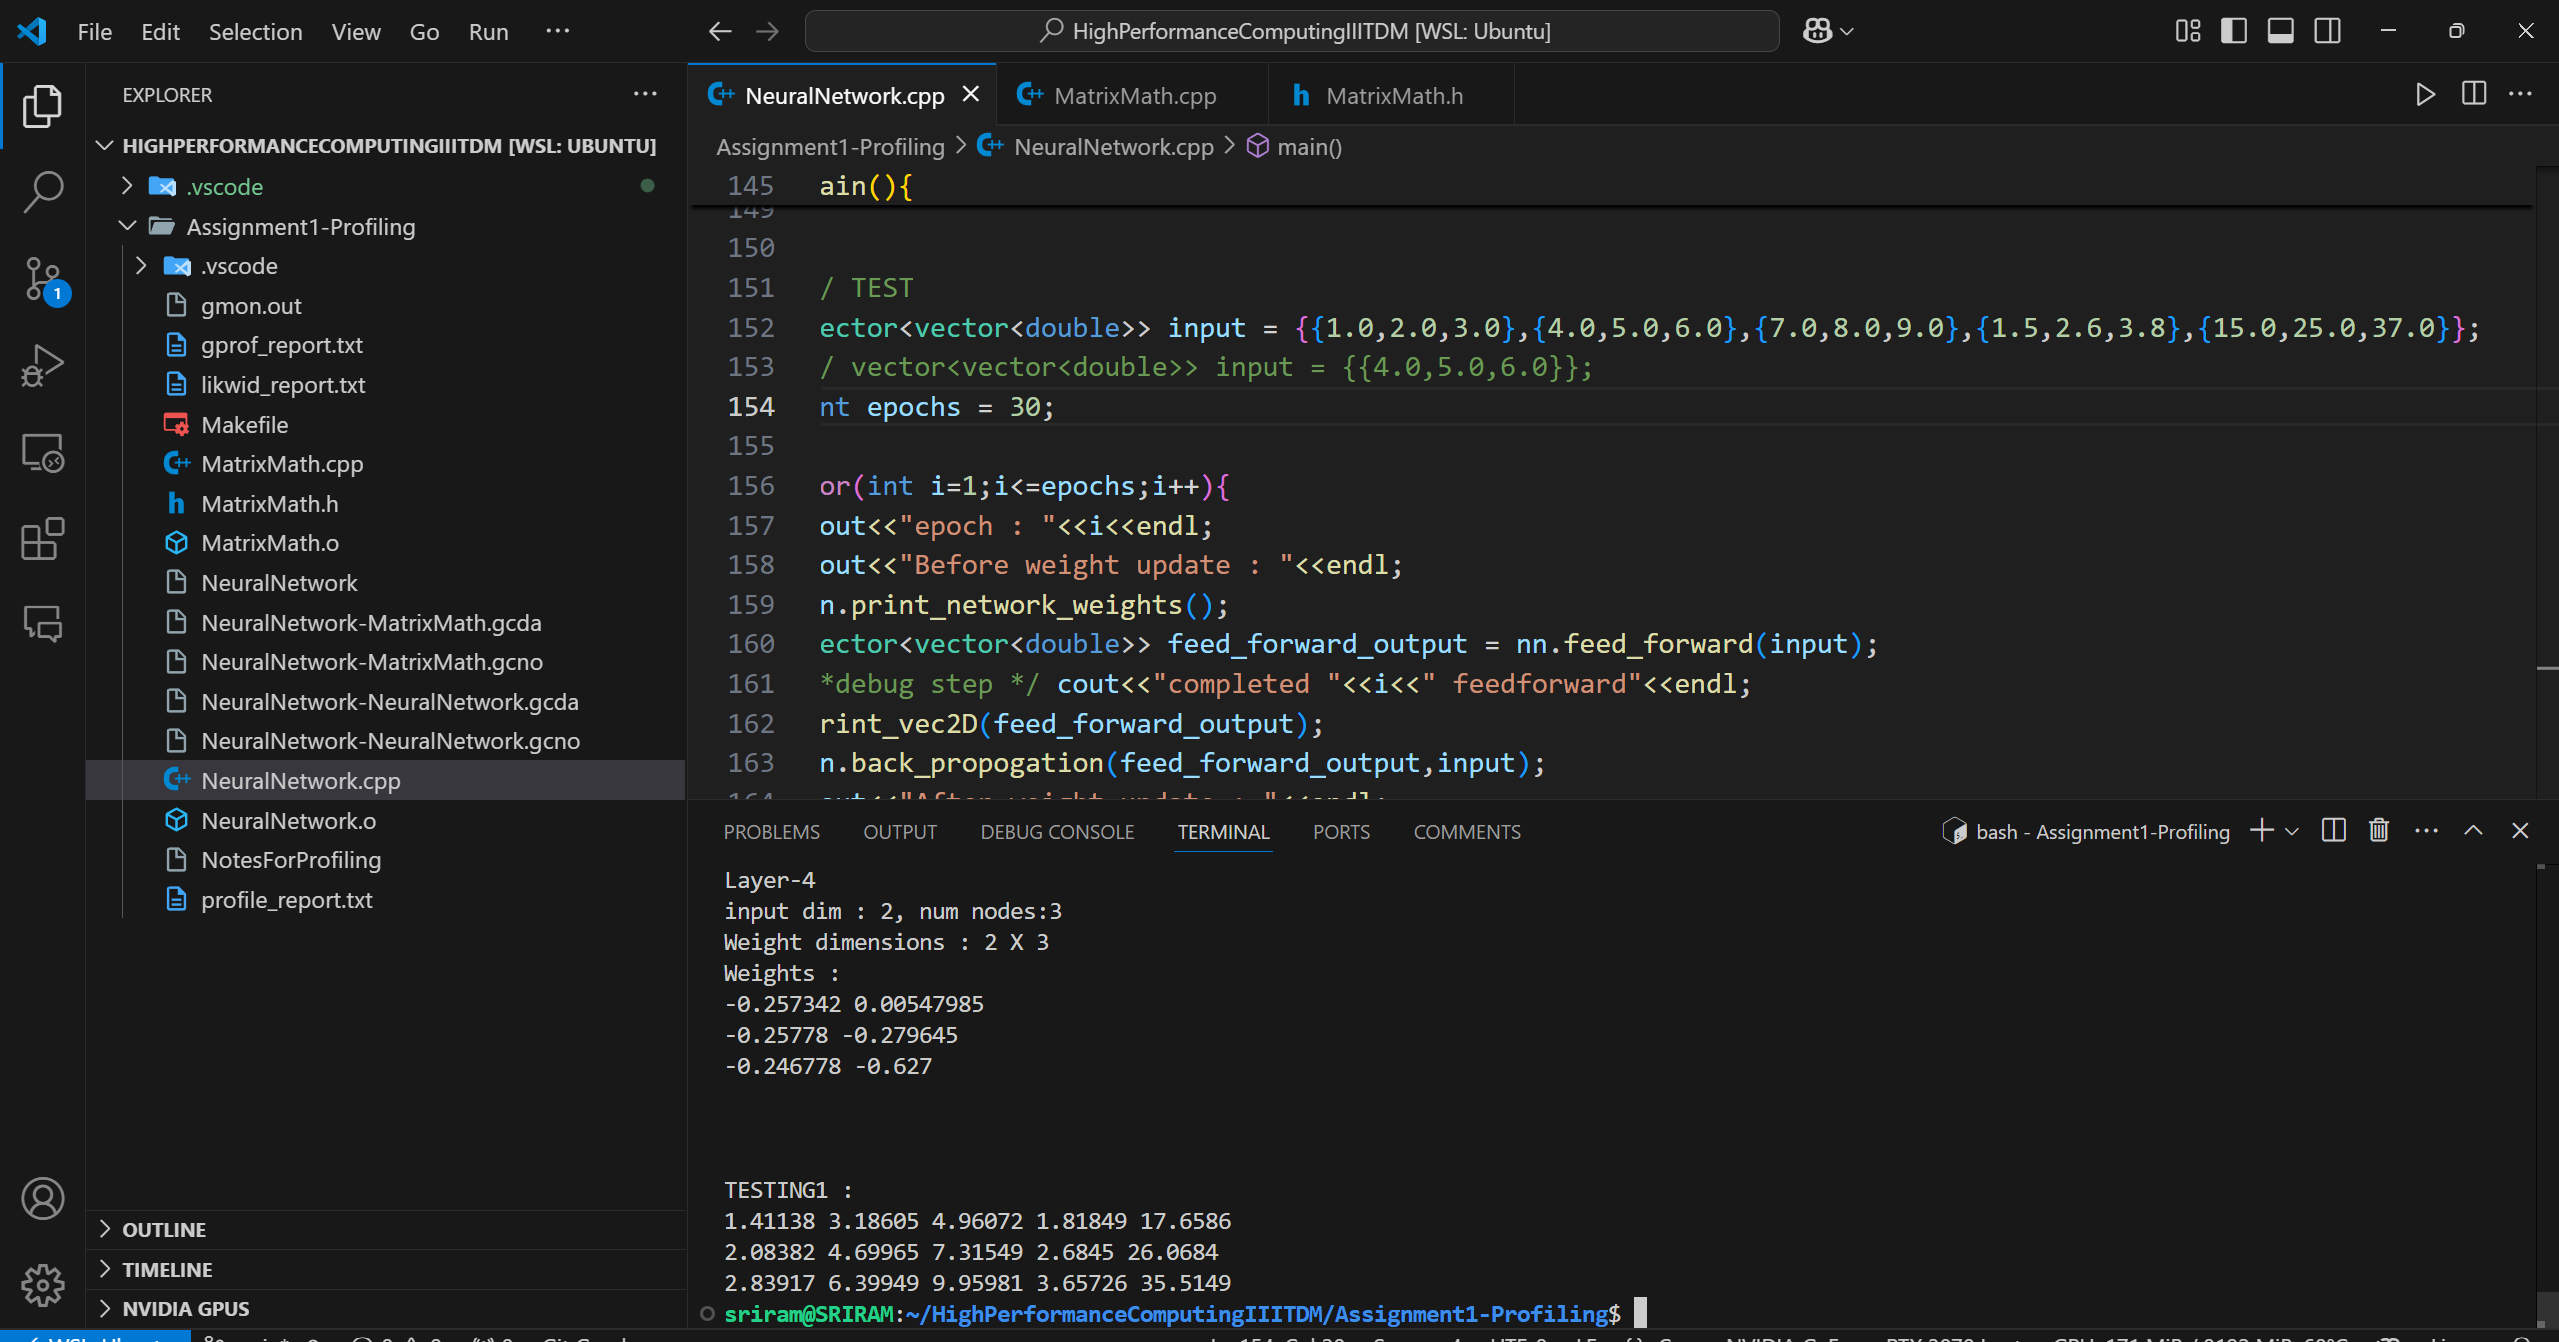 File Edit Selection View Go Run ···
HighPerformanceComputingIIITDM [WSL: Ubuntu]
EXPLORER
HIGHPERFORMANCECOMPUTINGIIITDM [WSL: UBUNTU]
.vscode
Assignment1-Profiling
.vscode
gmon.out
gprof_report.txt
likwid_report.txt
Makefile
MatrixMath.cpp
MatrixMath.h
MatrixMath.o
NeuralNetwork
NeuralNetwork-MatrixMath.gcda
NeuralNetwork-MatrixMath.gcno
NeuralNetwork-NeuralNetwork.gcda
NeuralNetwork-NeuralNetwork.gcno
NeuralNetwork.cpp
NeuralNetwork.o
NotesForProfiling
profile_report.txt
OUTLINE
TIMELINE
NVIDIA GPUS
1
NeuralNetwork.cpp MatrixMath.cpp MatrixMath.h
Assignment1-Profiling > NeuralNetwork.cpp > main()
145 ain(){
149
150
151 / TEST
152 ector<vector<double>> input = {{1.0,2.0,3.0},{4.0,5.0,6.0},{7.0,8.0,9.0},{1.5,2.6,3.8},{15.0,25.0,37.0}};
153 / vector<vector<double>> input = {{4.0,5.0,6.0}};
154 nt epochs = 30;
155
156 or(int i=1;i<=epochs;i++){
157 out<<"epoch : "<<i<<endl;
158 out<<"Before weight update : "<<endl;
159 n.print_network_weights();
160 ector<vector<double>> feed_forward_output = nn.feed_forward(input);
161 *debug step */ cout<<"completed "<<i<<" feedforward"<<endl;
162 rint_vec2D(feed_forward_output);
163 n.back_propogation(feed_forward_output,input);
164 out<<"After weight update : "<<endl;
PROBLEMS OUTPUT DEBUG CONSOLE TERMINAL PORTS COMMENTS
bash - Assignment1-Profiling
Layer-4
input dim : 2, num nodes:3
Weight dimensions : 2 X 3
Weights :
-0.257342 0.00547985
-0.25778 -0.279645
-0.246778 -0.627
TESTING1 :
1.41138 3.18605 4.96072 1.81849 17.6586
2.08382 4.69965 7.31549 2.6845 26.0684
2.83917 6.39949 9.95981 3.65726 35.5149
sriram@SRIRAM:~/HighPerformanceComputingIIITDM/Assignment1-Profiling$